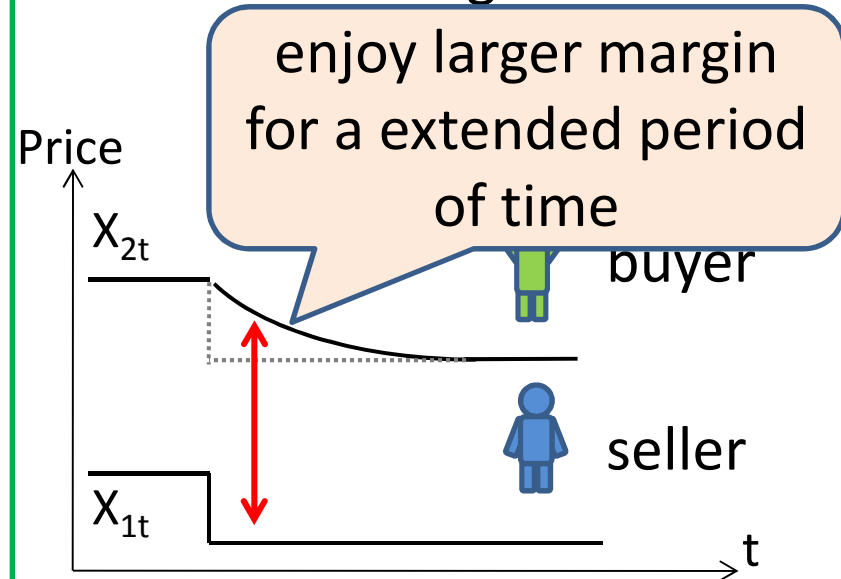 enjoy larger margin
for a extended period
of time
Price
X2t
buyer
seller
X1t
t